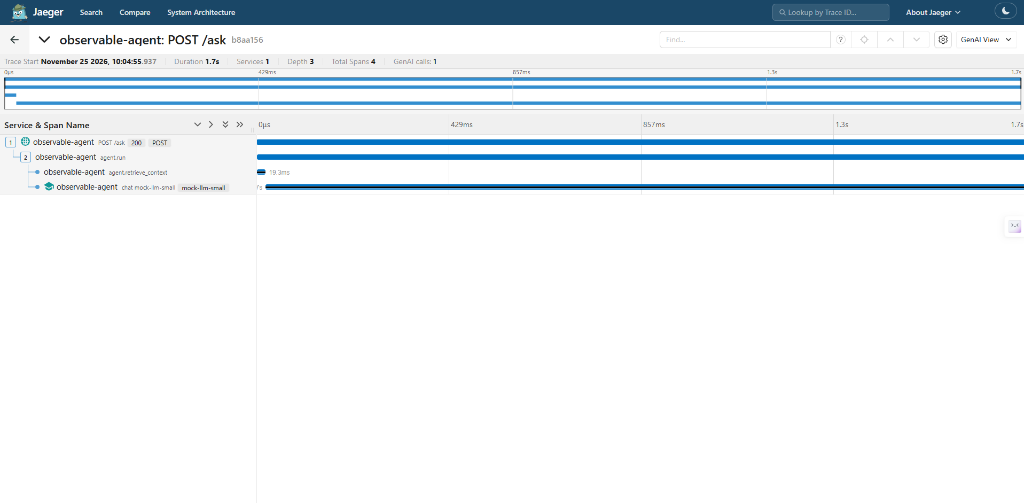 Jaeger Search Compare System Architecture Lookup by Trace ID... About Jaeger
observable-agent: POST /ask b8aa156 Find... ? GenAI View
Trace Start November 25 2026, 10:04:55.937 Duration 1.7s Services 1 Depth 3 Total Spans 4 GenAI calls: 1
0μs 429ms 857ms 1.3s 1.7s
Service & Span Name 0μs 429ms 857ms 1.3s 1.7s
1 observable-agent POST /ask 200 POST
2 observable-agent agent.run
observable-agent agent.retrieve_context 19.3ms
observable-agent chat mock-llm-small mock-llm-small